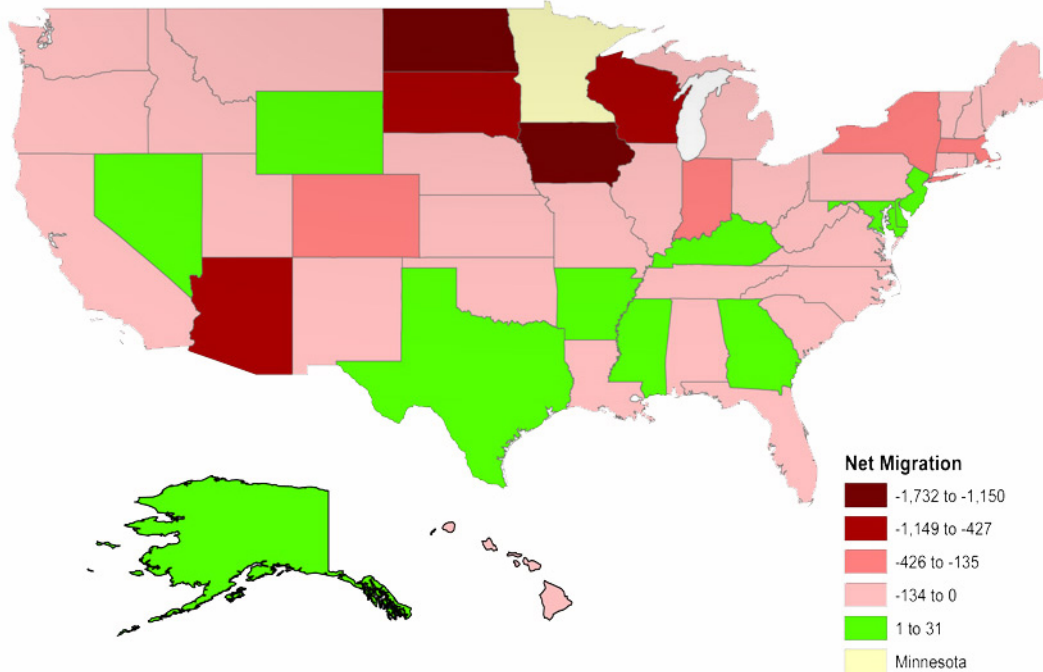 Net Migration
-1,732 to -1,150
-1,149 to -427
-426 to -135
-134 to 0
1 to 31
Minnesota